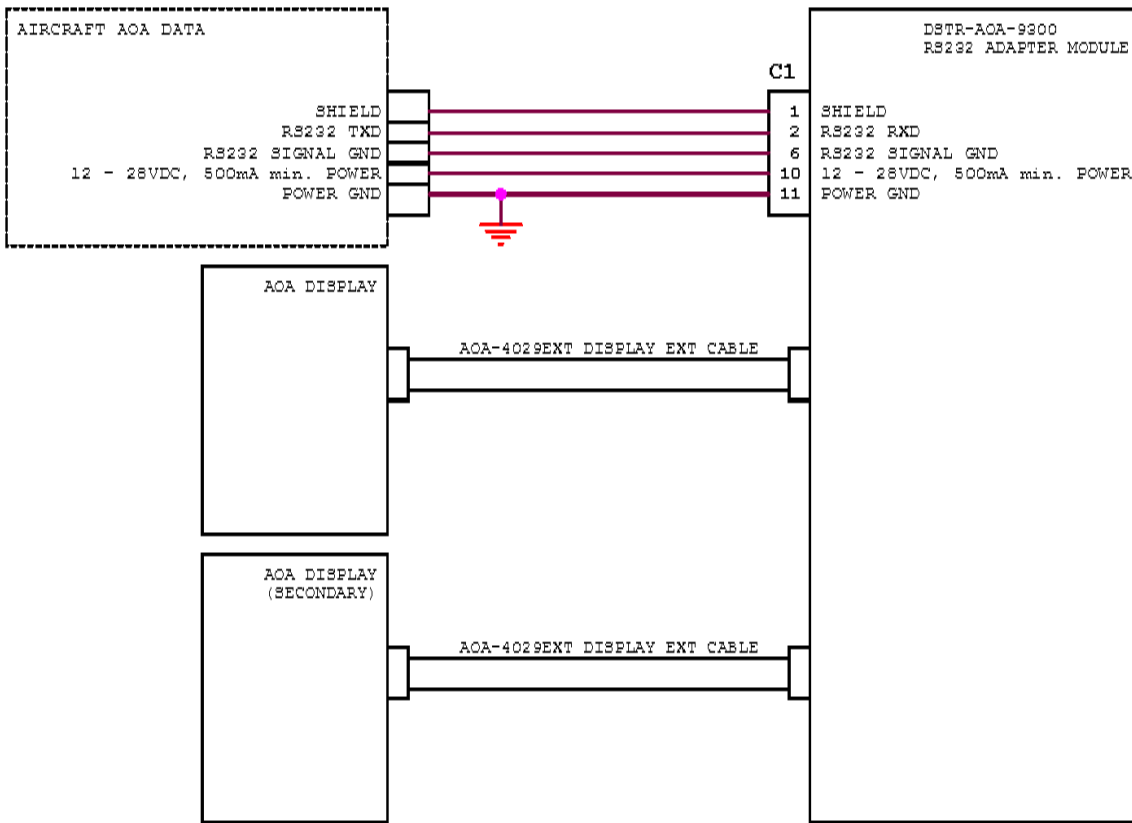 AIRCRAFT AOA DATA
SHIELD
RS232 TXD
RS232 SIGNAL GND
12 - 28VDC, 500mA min. POWER
POWER GND
C1
1
2
6
10
11
DSTR-AOA-9300
RS232 ADAPTER MODULE
SHIELD
RS232 RXD
RS232 SIGNAL GND
12 - 28VDC, 500mA min. POWER
POWER GND
AOA DISPLAY
AOA-4029EXT DISPLAY EXT CABLE
AOA DISPLAY
(SECONDARY)
AOA-4029EXT DISPLAY EXT CABLE